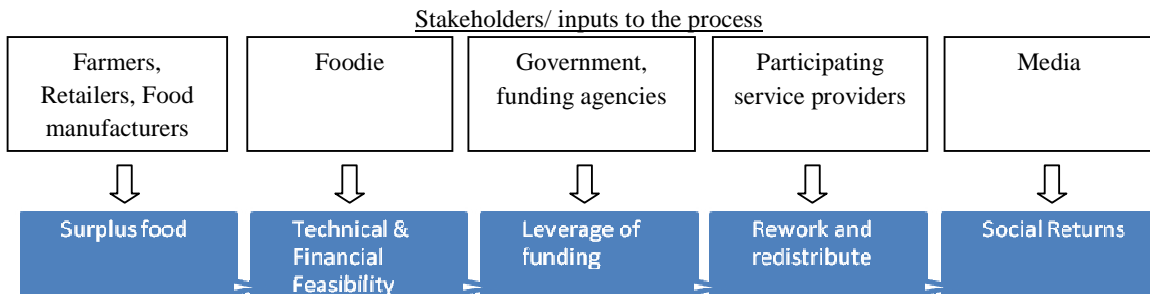 Stakeholders/ inputs to the process
Farmers,
Retailers, Food
manufacturers
Foodie
Government,
funding agencies
Participating
service providers
Media
Surplus food
Technical &
Financial
Feasibility
Leverage of
funding
Rework and
redistribute
Social Returns